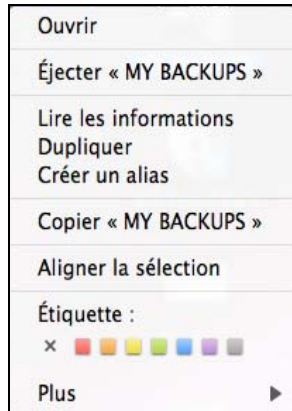 Ouvrir
Éjecter « MY BACKUPS »
Lire les informations
Dupliquer
Créer un alias
Copier « MY BACKUPS »
Aligner la sélection
Étiquette :
×
Plus